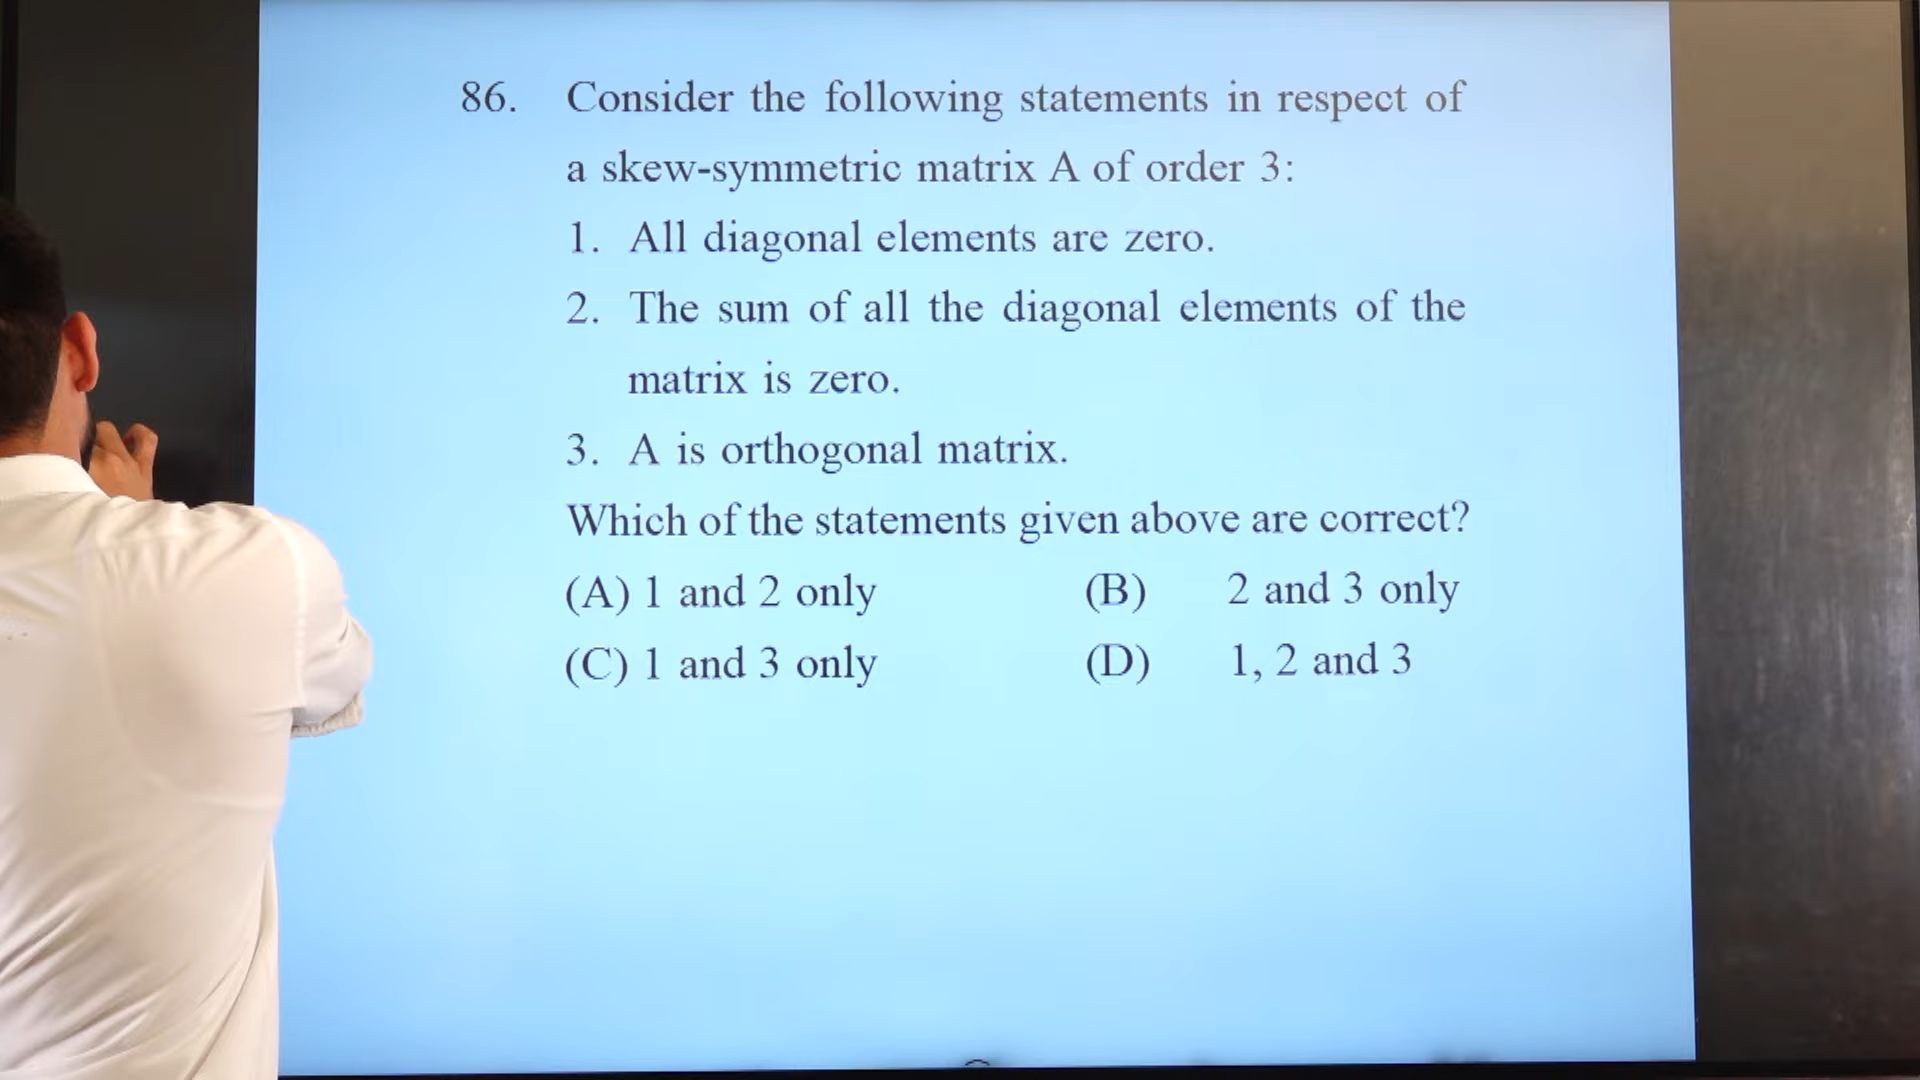 86. Consider the following statements in respect of
a skew-symmetric matrix A of order 3:
1. All diagonal elements are zero.
2. The sum of all the diagonal elements of the
matrix is zero.
3. A is orthogonal matrix.
Which of the statements given above are correct?
(A) 1 and 2 only (B) 2 and 3 only
(C) 1 and 3 only (D) 1, 2 and 3